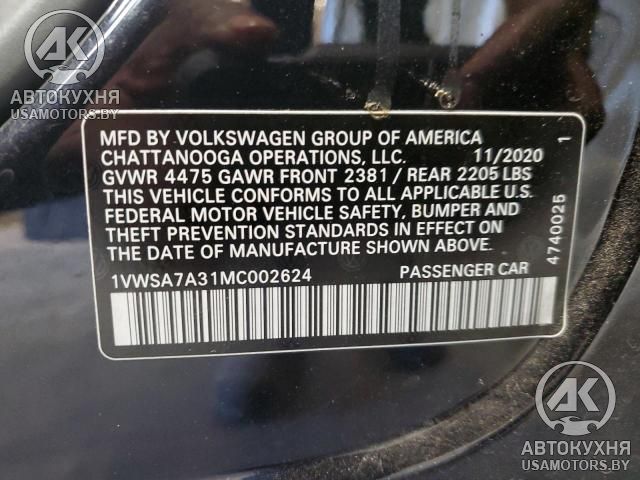 AK
АВТОКУХНЯ
USAMOTORS.BY
MFD BY VOLKSWAGEN GROUP OF AMERICA
CHATTANOOGA OPERATIONS, LLC. 11/2020
GVWR 4475 GAWR FRONT 2381 / REAR 2205 LBS
THIS VEHICLE CONFORMS TO ALL APPLICABLE U.S.
FEDERAL MOTOR VEHICLE SAFETY, BUMPER AND
THEFT PREVENTION STANDARDS IN EFFECT ON
THE DATE OF MANUFACTURE SHOWN ABOVE.
1VWSA7A31MC002624 PASSENGER CAR
4740025 1
AK
АВТОКУХНЯ
USAMOTORS.BY